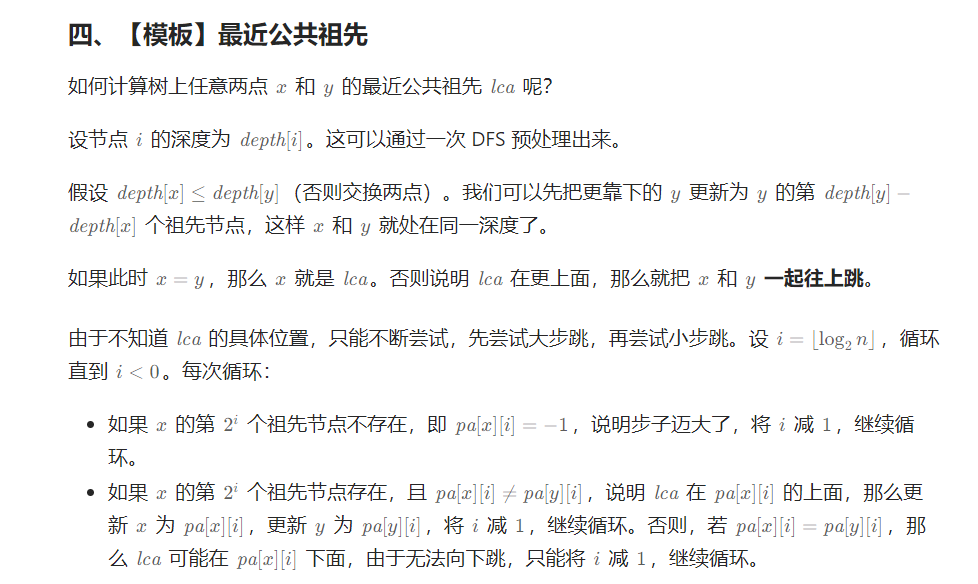 四、【模板】最近公共祖先
如何计算树上任意两点 x 和 y 的最近公共祖先 lca 呢？
设节点 i 的深度为 depth[i]。这可以通过一次 DFS 预处理出来。
假设 depth[x] ≤ depth[y]（否则交换两点）。我们可以先把更靠下的 y 更新为 y 的第 depth[y] −
depth[x] 个祖先节点，这样 x 和 y 就处在同一深度了。
如果此时 x = y，那么 x 就是 lca。否则说明 lca 在更上面，那么就把 x 和 y 一起往上跳。
由于不知道 lca 的具体位置，只能不断尝试，先尝试大步跳，再尝试小步跳。设 i = ⌊log₂ n⌋，循环
直到 i < 0。每次循环：
• 如果 x 的第 2ⁱ 个祖先节点不存在，即 pa[x][i] = −1，说明步子迈大了，将 i 减 1，继续循
环。
• 如果 x 的第 2ⁱ 个祖先节点存在，且 pa[x][i] ≠ pa[y][i]，说明 lca 在 pa[x][i] 的上面，那么更
新 x 为 pa[x][i]，更新 y 为 pa[y][i]，将 i 减 1，继续循环。否则，若 pa[x][i] = pa[y][i]，那
么 lca 可能在 pa[x][i] 下面，由于无法向下跳，只能将 i 减 1，继续循环。